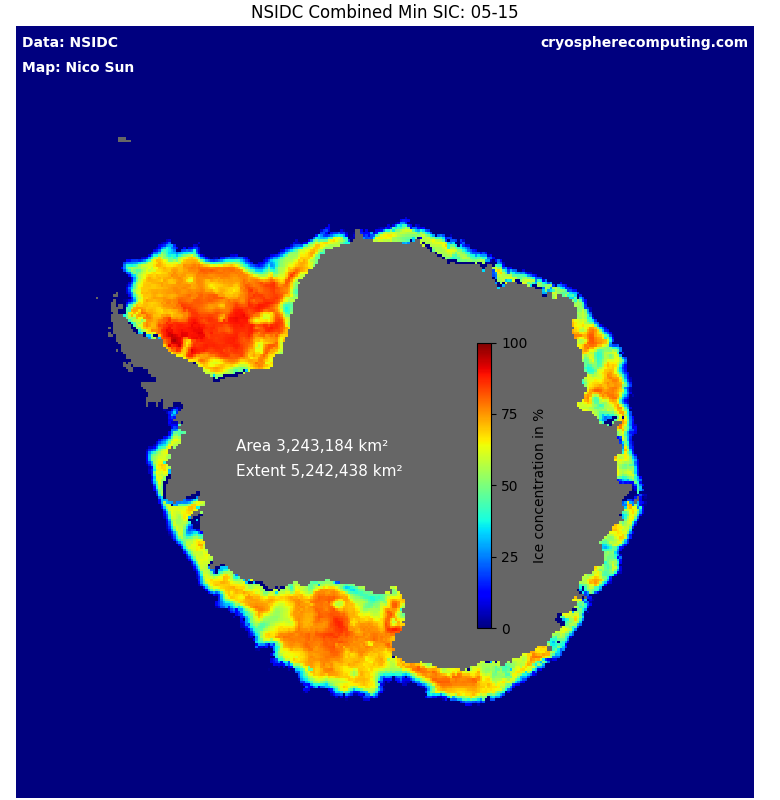 NSIDC Combined Min SIC: 05-15
Data: NSIDC
cryospherecomputing.com
Map: Nico Sun
100
75
50
25
0
Ice concentration in %
Area 3,243,184 km²
Extent 5,242,438 km²